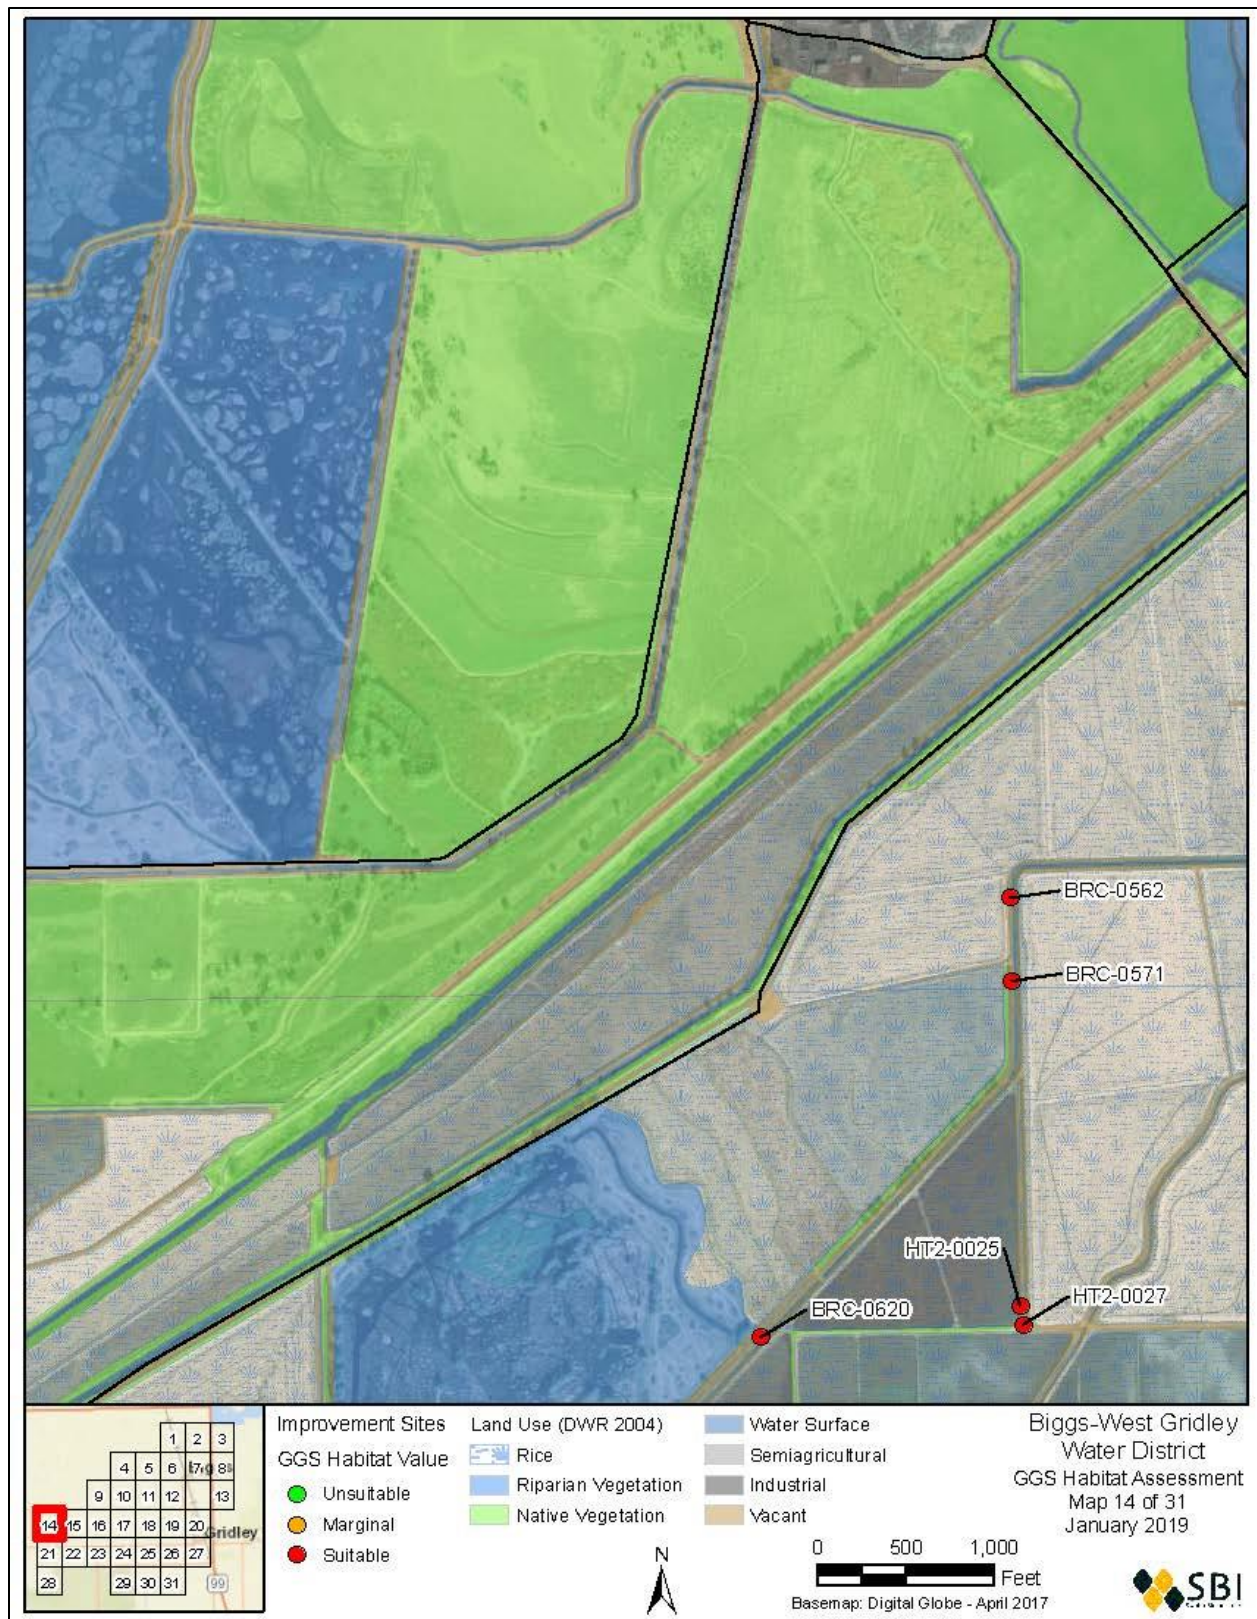 BRC-0562
BRC-0571
HT2-0025
HT2-0027
BRC-0620
1 2 3
4 5 6 7 8
9 10 11 12 13
14 15 16 17 18 19 20
Gridley
21 22 23 24 25 26 27
28 29 30 31 99
Improvement Sites
GGS Habitat Value
Unsuitable
Marginal
Suitable
Land Use (DWR 2004)
Rice
Riparian Vegetation
Native Vegetation
Water Surface
Semiagricultural
Industrial
Vacant
N
0 500 1,000
Feet
Basemap: Digital Globe - April 2017
Biggs-West Gridley
Water District
GGS Habitat Assessment
Map 14 of 31
January 2019
SBI